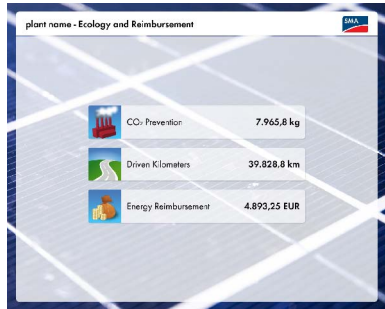 plant name - Ecology and Reimbursement
SMA
CO₂ Prevention 7.965,8 kg
Driven Kilometers 39.828,8 km
Energy Reimbursement 4.893,25 EUR